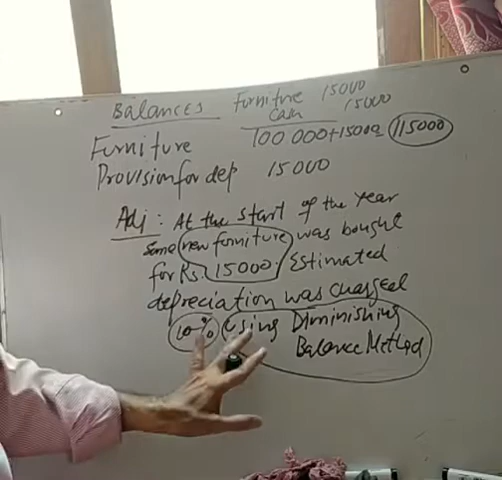 Balances Furniture 15000
Cash 15000
Furniture 100 000+15000 115000
Provision for dep 15000
Adj: At the start of the year
Some new furniture was bought
for Rs 15000. Estimated
depreciation was charged
10% Using Diminishing
Balance Method